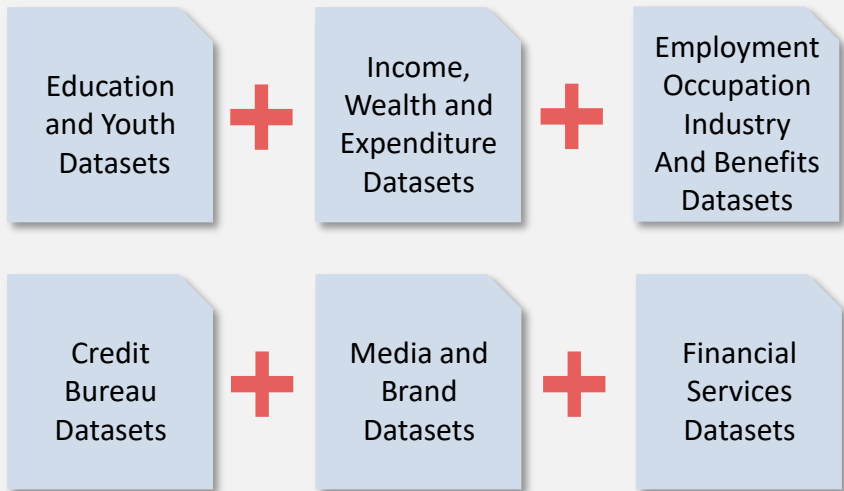 Education
and Youth
Datasets
Income,
Wealth and
Expenditure
Datasets
Employment
Occupation
Industry
And Benefits
Datasets
Credit
Bureau
Datasets
Media and
Brand
Datasets
Financial
Services
Datasets